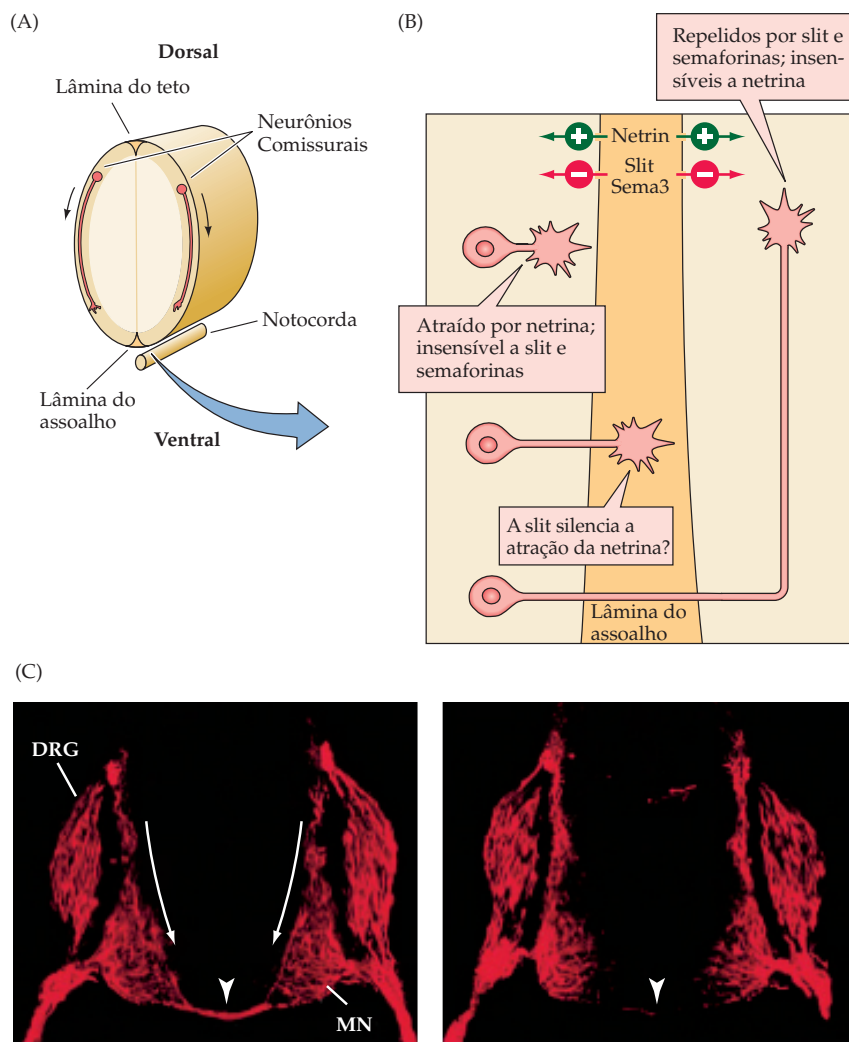 (A)
Dorsal
Lâmina do teto
Neurônios
Comissurais
Notocorda
Lâmina do
assoalho
Ventral
(B)
Repelidos por slit e
semaforinas; insen-
síveis a netrina
+ Netrin +
− Slit −
Sema3
Atraído por netrina;
insensível a slit e
semaforinas
A slit silencia a
atração da netrina?
Lâmina do
assoalho
(C)
DRG
MN